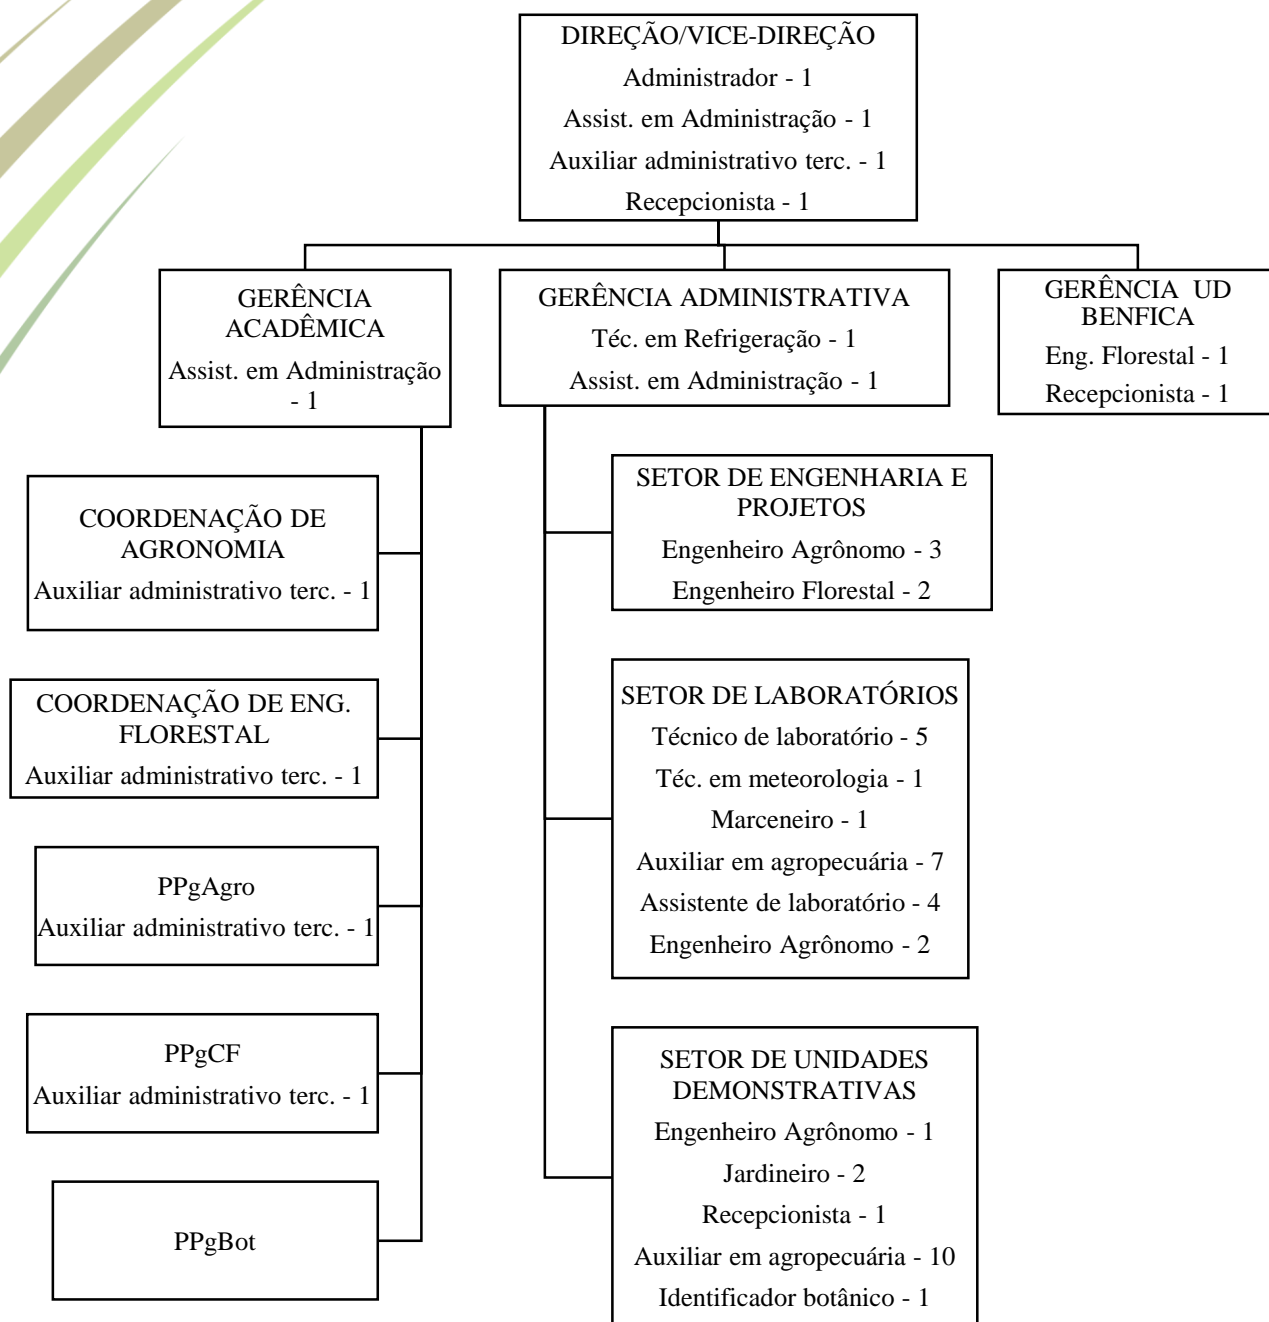 DIREÇÃO/VICE-DIREÇÃO
Administrador - 1
Assist. em Administração - 1
Auxiliar administrativo terc. - 1
Recepcionista - 1
GERÊNCIA
ACADÊMICA
Assist. em Administração
- 1
GERÊNCIA ADMINISTRATIVA
Téc. em Refrigeração - 1
Assist. em Administração - 1
GERÊNCIA UD
BENFICA
Eng. Florestal - 1
Recepcionista - 1
COORDENAÇÃO DE
AGRONOMIA
Auxiliar administrativo terc. - 1
COORDENAÇÃO DE ENG.
FLORESTAL
Auxiliar administrativo terc. - 1
PPgAgro
Auxiliar administrativo terc. - 1
PPgCF
Auxiliar administrativo terc. - 1
PPgBot
SETOR DE ENGENHARIA E
PROJETOS
Engenheiro Agrônomo - 3
Engenheiro Florestal - 2
SETOR DE LABORATÓRIOS
Técnico de laboratório - 5
Téc. em meteorologia - 1
Marceneiro - 1
Auxiliar em agropecuária - 7
Assistente de laboratório - 4
Engenheiro Agrônomo - 2
SETOR DE UNIDADES
DEMONSTRATIVAS
Engenheiro Agrônomo - 1
Jardineiro - 2
Recepcionista - 1
Auxiliar em agropecuária - 10
Identificador botânico - 1